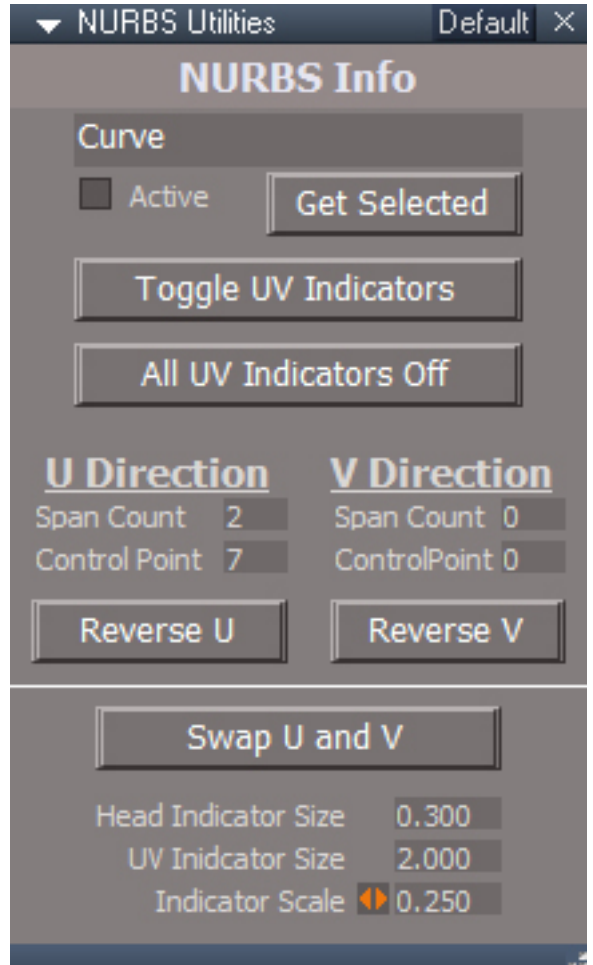 NURBS Utilities Default
NURBS Info
Curve
Active Get Selected
Toggle UV Indicators
All UV Indicators Off
U Direction V Direction
Span Count 2 Span Count 0
Control Point 7 ControlPoint 0
Reverse U Reverse V
Swap U and V
Head Indicator Size 0.300
UV Inidcator Size 2.000
Indicator Scale 0.250